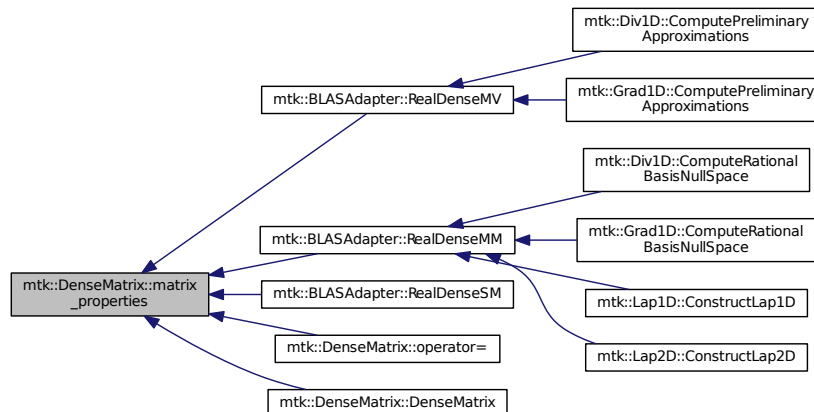 mtk::Div1D::ComputePreliminary
Approximations
mtk::BLASAdapter::RealDenseMV
mtk::Grad1D::ComputePreliminary
Approximations
mtk::Div1D::ComputeRational
BasisNullSpace
mtk::BLASAdapter::RealDenseMM
mtk::Grad1D::ComputeRational
BasisNullSpace
mtk::DenseMatrix::matrix
_properties
mtk::BLASAdapter::RealDenseSM
mtk::Lap1D::ConstructLap1D
mtk::DenseMatrix::operator=
mtk::Lap2D::ConstructLap2D
mtk::DenseMatrix::DenseMatrix